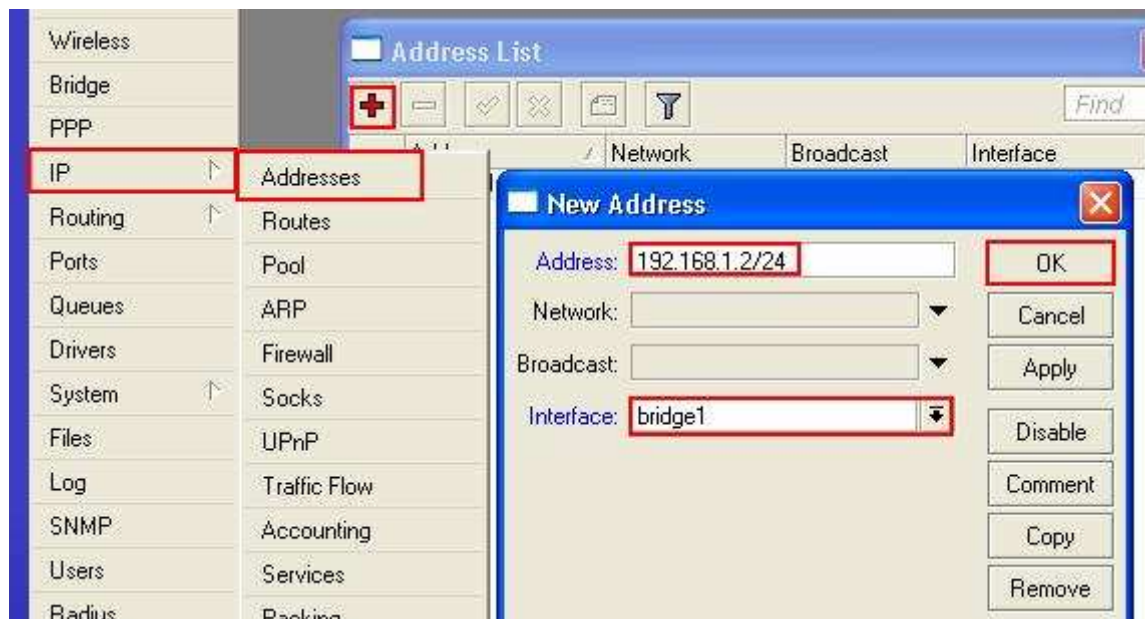 Wireless
Bridge
PPP
IP
Routing
Ports
Queues
Drivers
System
Files
Log
SNMP
Users
Radius
Addresses
Routes
Pool
ARP
Firewall
Socks
UPnP
Traffic Flow
Accounting
Services
Packing
Address List
Find
Network Broadcast Interface
New Address
Address: 192.168.1.2/24
Network:
Broadcast:
Interface: bridge1
OK
Cancel
Apply
Disable
Comment
Copy
Remove